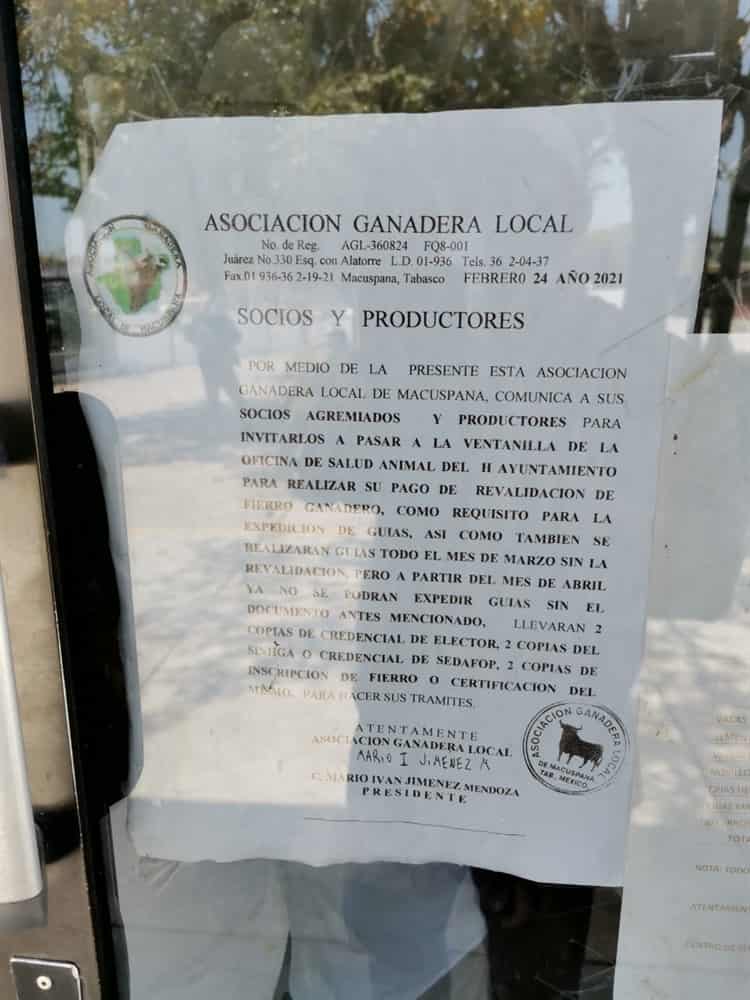 ASOCIACION GANADERA LOCAL
No. de Reg. AGL-360824 FQ8-001
Juárez No.330 Esq. con Alatorre L.D. 01-936 Tels. 36 2-04-37
Fax.01 936-36 2-19-21 Macuspana, Tabasco FEBRERO 24 AÑO 2021
SOCIOS Y PRODUCTORES
POR MEDIO DE LA PRESENTE ESTA ASOCIACION
GANADERA LOCAL DE MACUSPANA, COMUNICA A SUS
SOCIOS AGREMIADOS Y PRODUCTORES PARA
INVITARLOS A PASAR A LA VENTANILLA DE LA
OFICINA DE SALUD ANIMAL DEL H AYUNTAMIENTO
PARA REALIZAR SU PAGO DE REVALIDACION DE
FIERRO GANADERO, COMO REQUISITO PARA LA
EXPEDICION DE GUIAS, ASI COMO TAMBIEN SE
REALIZARAN GUIAS TODO EL MES DE MARZO SIN LA
REVALIDACION, PERO A PARTIR DEL MES DE ABRIL
YA NO SE PODRAN EXPEDIR GUIAS SIN EL
DOCUMENTO ANTES MENCIONADO, LLEVARAN 2
COPIAS DE CREDENCIAL DE ELECTOR, 2 COPIAS DEL
SINIIGA O CREDENCIAL DE SEDAFOP, 2 COPIAS DE
INSCRIPCION DE FIERRO O CERTIFICACION DEL
MISMO, PARA HACER SUS TRAMITES.
ATENTAMENTE
ASOCIACION GANADERA LOCAL
MARIO I JIMENEZ M
C. MARIO IVAN JIMENEZ MENDOZA
PRESIDENTE
ASOCIACION GANADERA LOCAL
DE MACUSPANA
TAB. MEXICO
VACAS
NOTA: TODO
ATENTAMEN